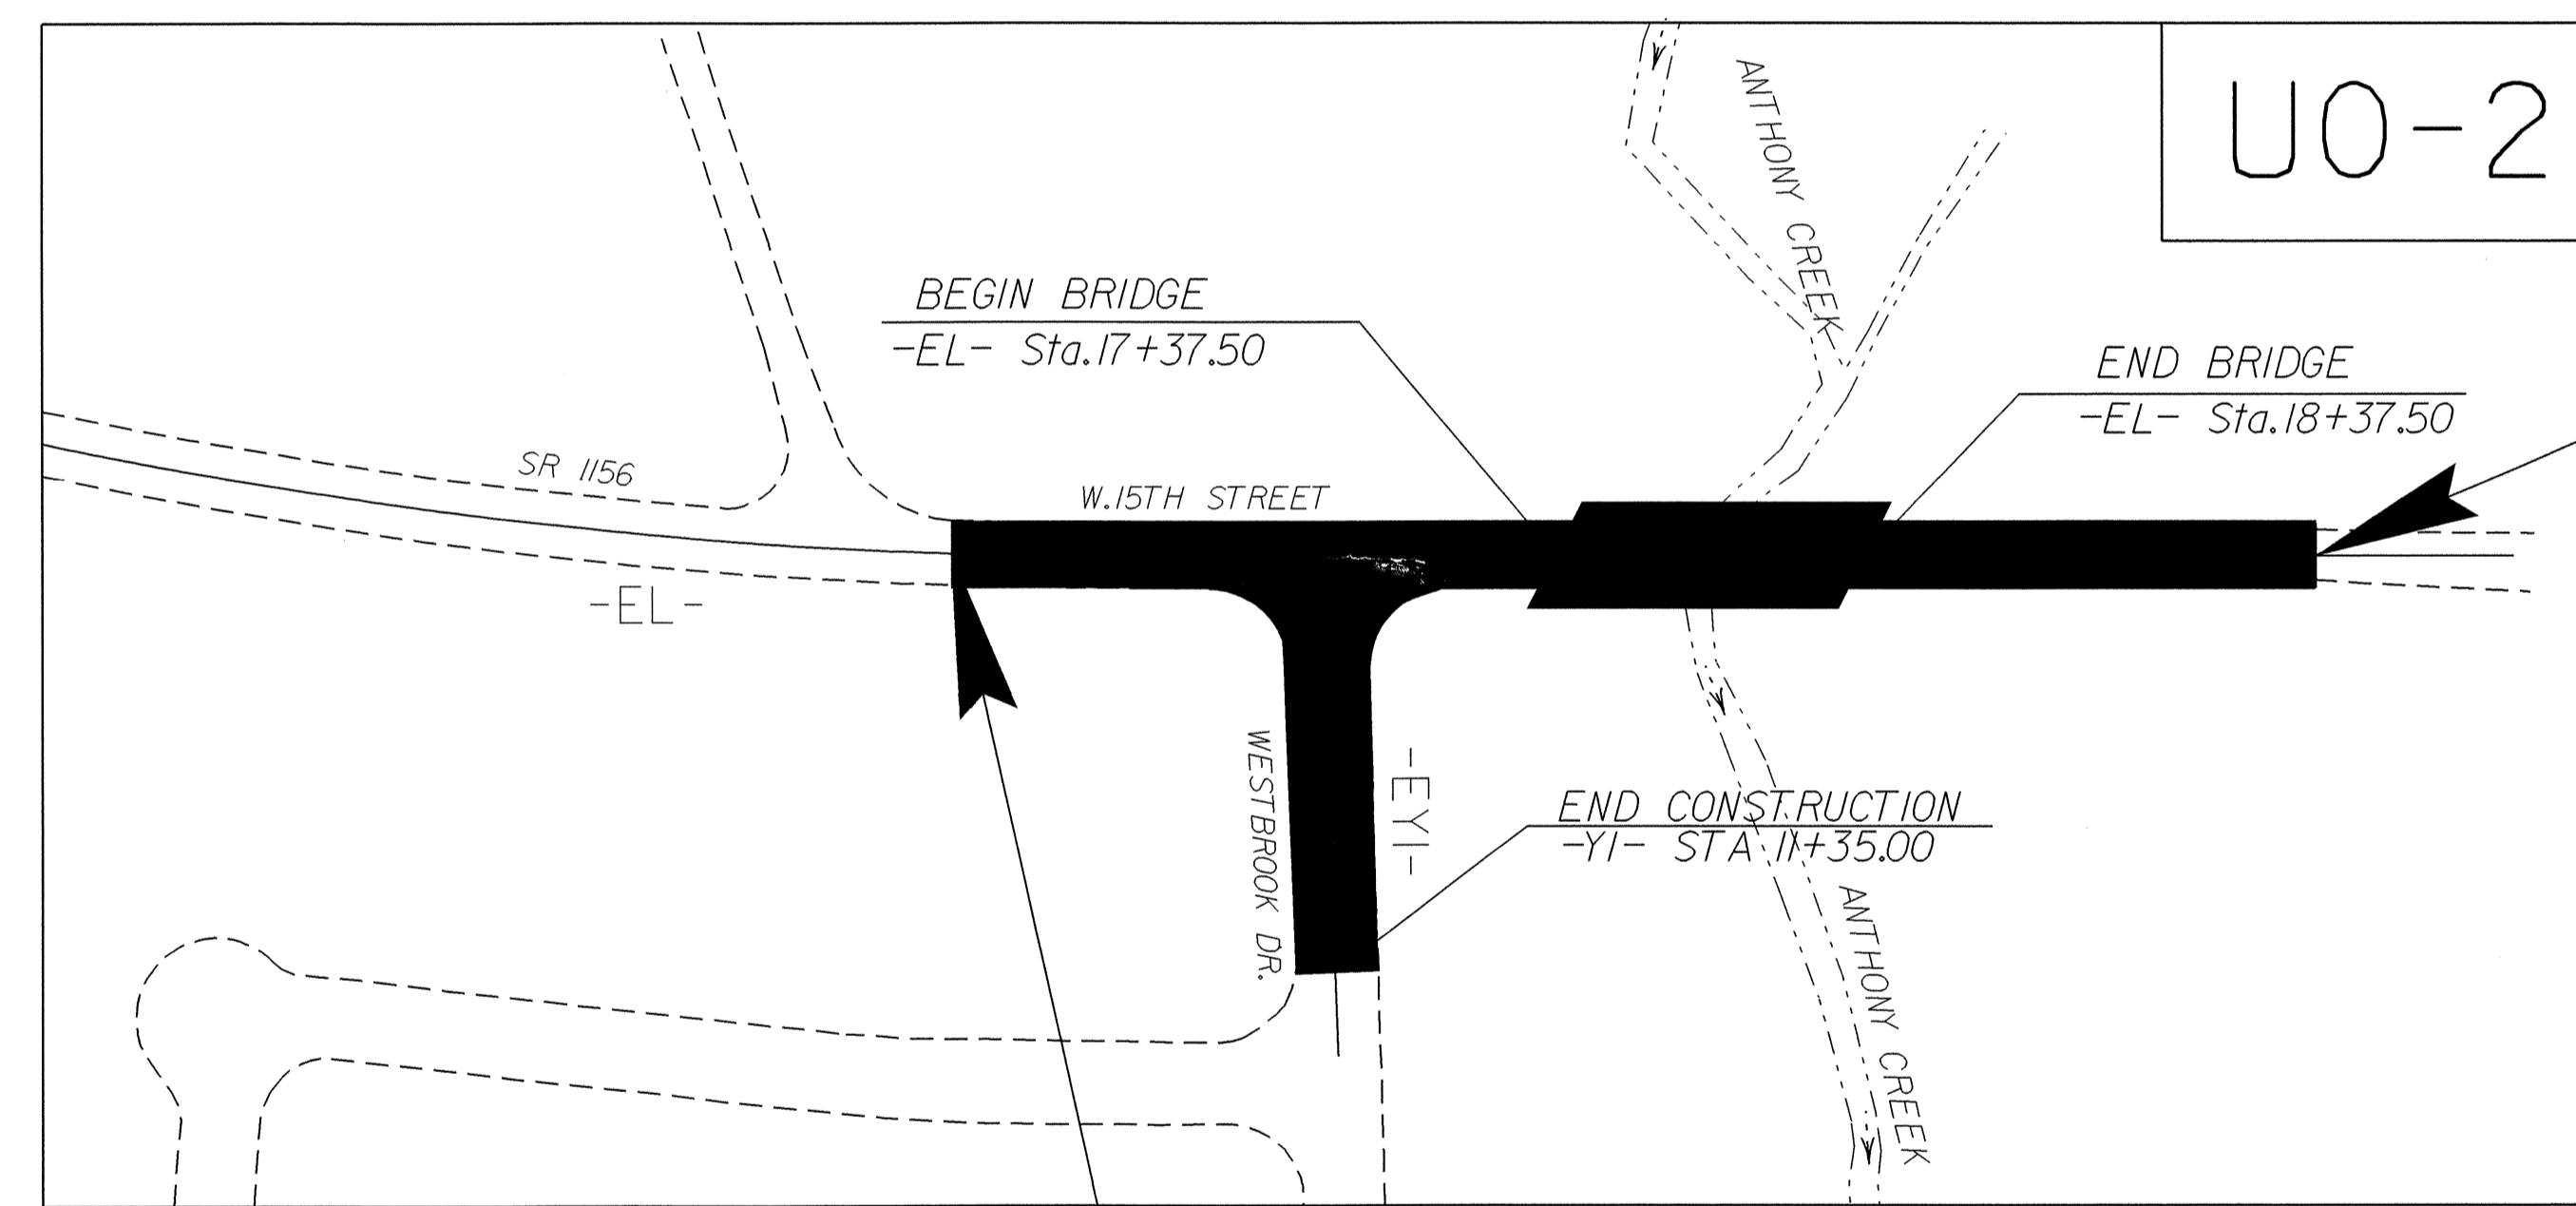 UO-2
ANTHONY CREEK
BEGIN BRIDGE
-EL- Sta.17+37.50
END BRIDGE
-EL- Sta.18+37.50
SR 1156
W.15TH STREET
-EL-
WESTBROOK DR.
-EY1-
END CONSTRUCTION
-Y1- STA 11+35.00
ANTHONY CREEK